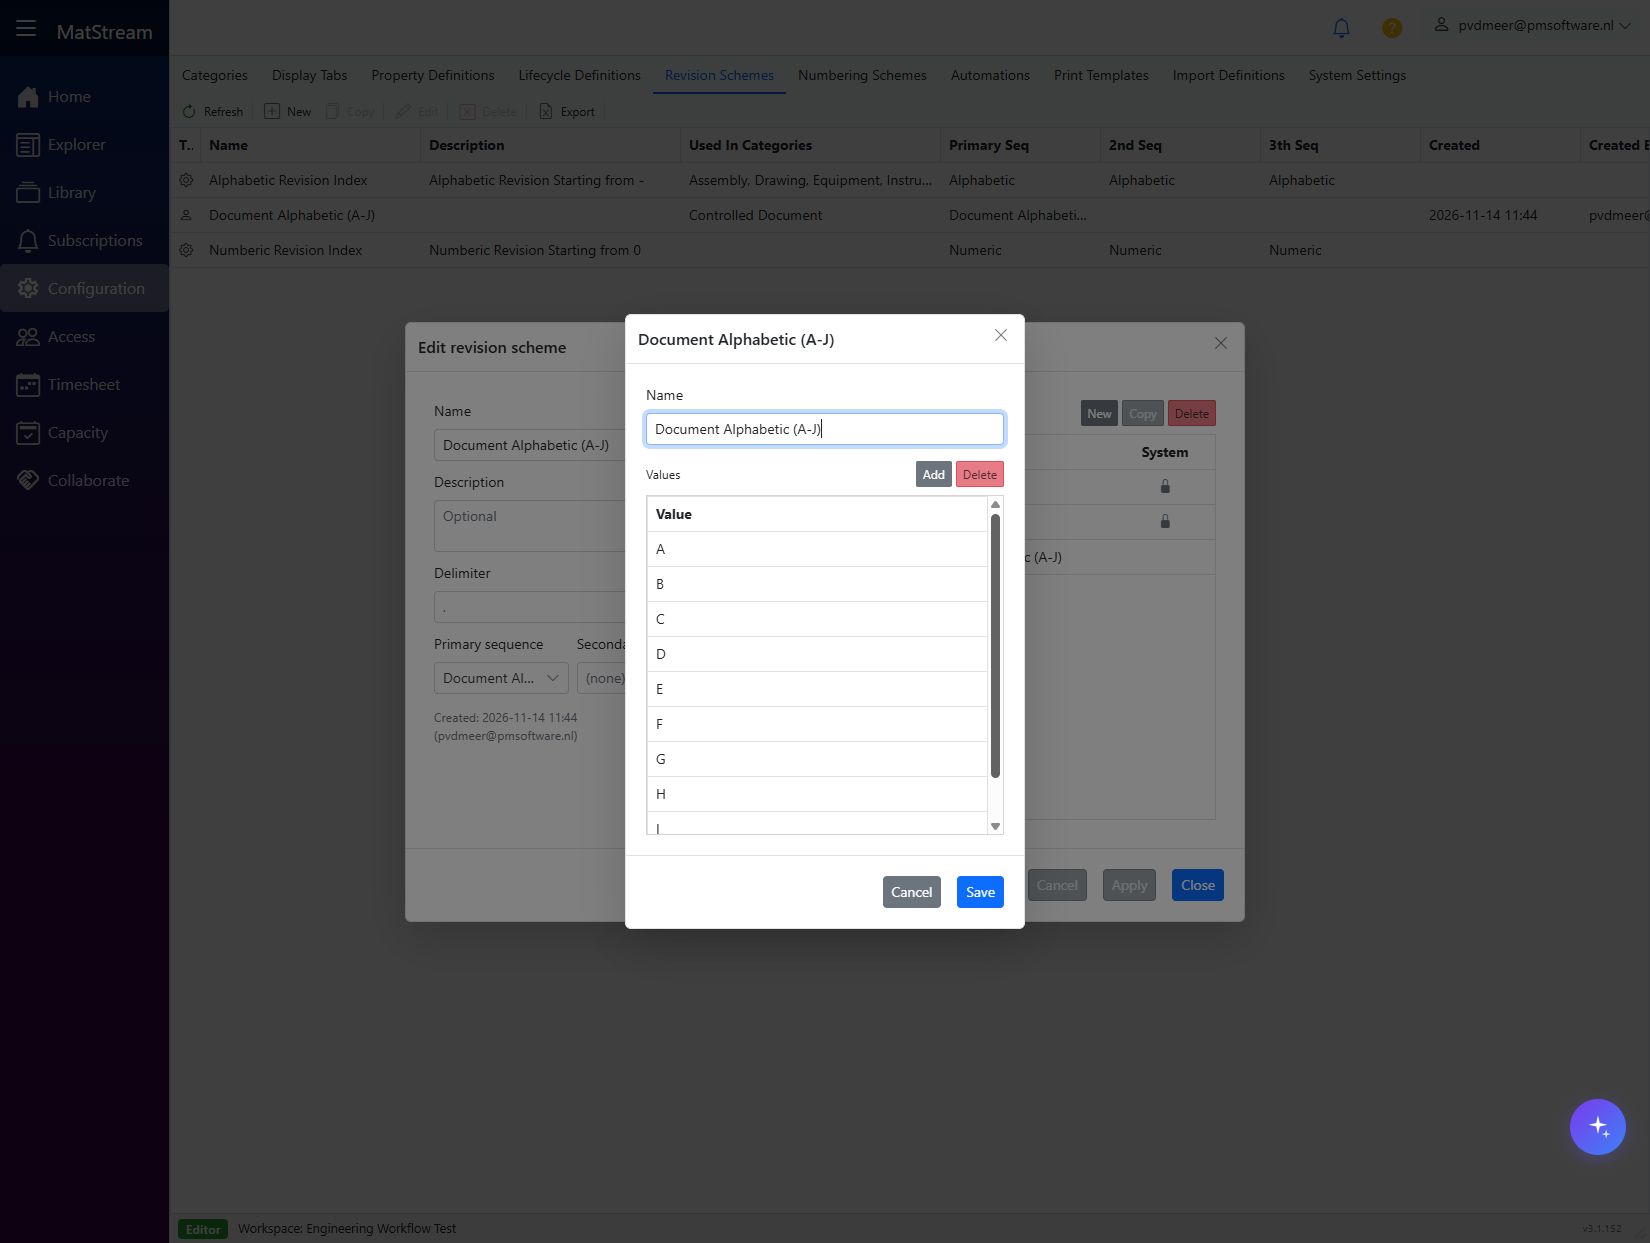 MatStream
pvdmeer@pmsoftware.nl
Home
Explorer
Library
Subscriptions
Configuration
Access
Timesheet
Capacity
Collaborate
Categories Display Tabs Property Definitions Lifecycle Definitions Revision Schemes Numbering Schemes Automations Print Templates Import Definitions System Settings
Refresh New Copy Edit Delete Export
T.. Name Description Used In Categories Primary Seq 2nd Seq 3th Seq Created Created E
Alphabetic Revision Index Alphabetic Revision Starting from - Assembly, Drawing, Equipment, Instru... Alphabetic Alphabetic Alphabetic
Document Alphabetic (A-J) Controlled Document Document Alphabeti... 2026-11-14 11:44 pvdmeer@
Numberic Revision Index Numberic Revision Starting from 0 Numeric Numeric Numeric
Edit revision scheme
Name
Document Alphabetic (A-J)
Description
Optional
Delimiter
.
Primary sequence Seconda
Document Al... (none)
Created: 2026-11-14 11:44
(pvdmeer@pmsoftware.nl)
New Copy Delete
System
c (A-J)
Cancel Apply Close
Document Alphabetic (A-J)
Name
Document Alphabetic (A-J)
Values Add Delete
Value
A
B
C
D
E
F
G
H
I
Cancel Save
Editor Workspace: Engineering Workflow Test v3.1.152